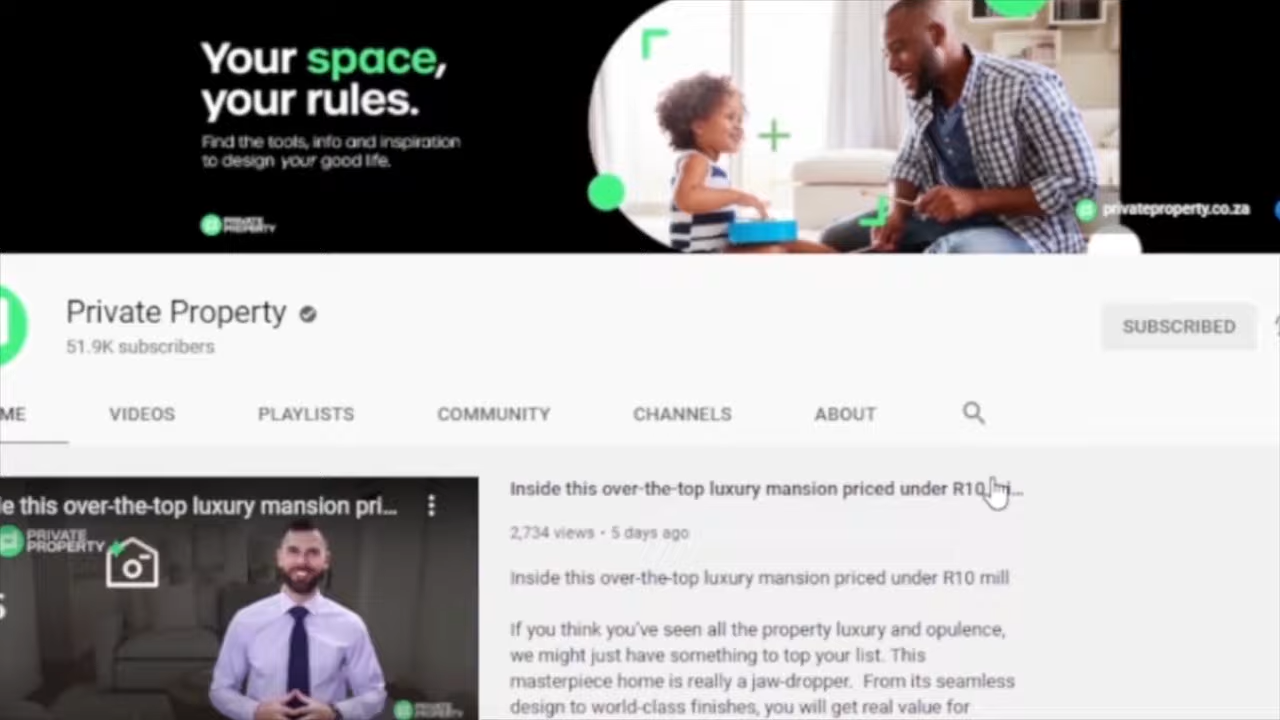 Your space,
your rules.
Find the tools, info and inspiration
to design your good life.
PRIVATE
PROPERTY
privateproperty.co.za
Private Property
51.9K subscribers
SUBSCRIBED
ME
VIDEOS
PLAYLISTS
COMMUNITY
CHANNELS
ABOUT
e this over-the-top luxury mansion pri...
PRIVATE
PROPERTY
Inside this over-the-top luxury mansion priced under R10
2,734 views • 5 days ago
Inside this over-the-top luxury mansion priced under R10 mill
If you think you've seen all the property luxury and opulence,
we might just have something to top your list. This
masterpiece home is really a jaw-dropper. From its seamless
design to world-class finishes, you will get real value for
PRIVATE
PROPERTY